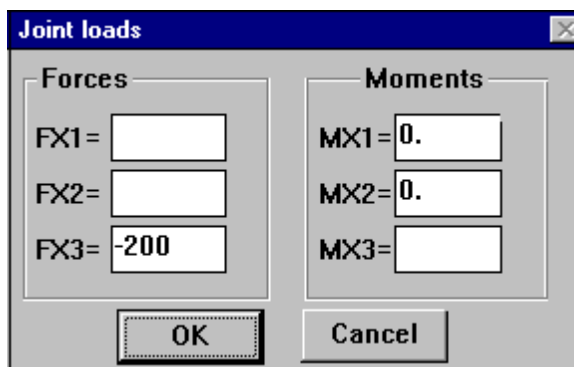 Joint loads
Forces
FX1=
FX2=
FX3= -200
Moments
MX1= 0.
MX2= 0.
MX3=
OK
Cancel